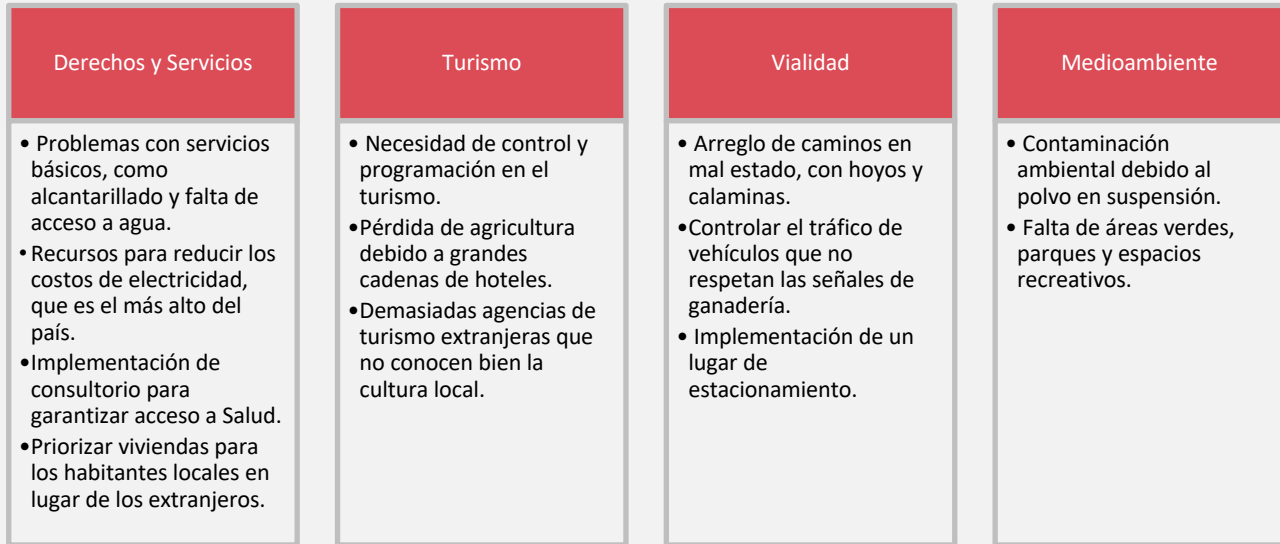 Derechos y Servicios
• Problemas con servicios
básicos, como
alcantarillado y falta de
acceso a agua.
• Recursos para reducir los
costos de electricidad,
que es el más alto del
país.
•Implementación de
consultorio para
garantizar acceso a Salud.
•Priorizar viviendas para
los habitantes locales en
lugar de los extranjeros.
Turismo
• Necesidad de control y
programación en el
turismo.
•Pérdida de agricultura
debido a grandes
cadenas de hoteles.
•Demasiadas agencias de
turismo extranjeras que
no conocen bien la
cultura local.
Vialidad
• Arreglo de caminos en
mal estado, con hoyos y
calaminas.
•Controlar el tráfico de
vehículos que no
respetan las señales de
ganadería.
• Implementación de un
lugar de
estacionamiento.
Medioambiente
• Contaminación
ambiental debido al
polvo en suspensión.
• Falta de áreas verdes,
parques y espacios
recreativos.